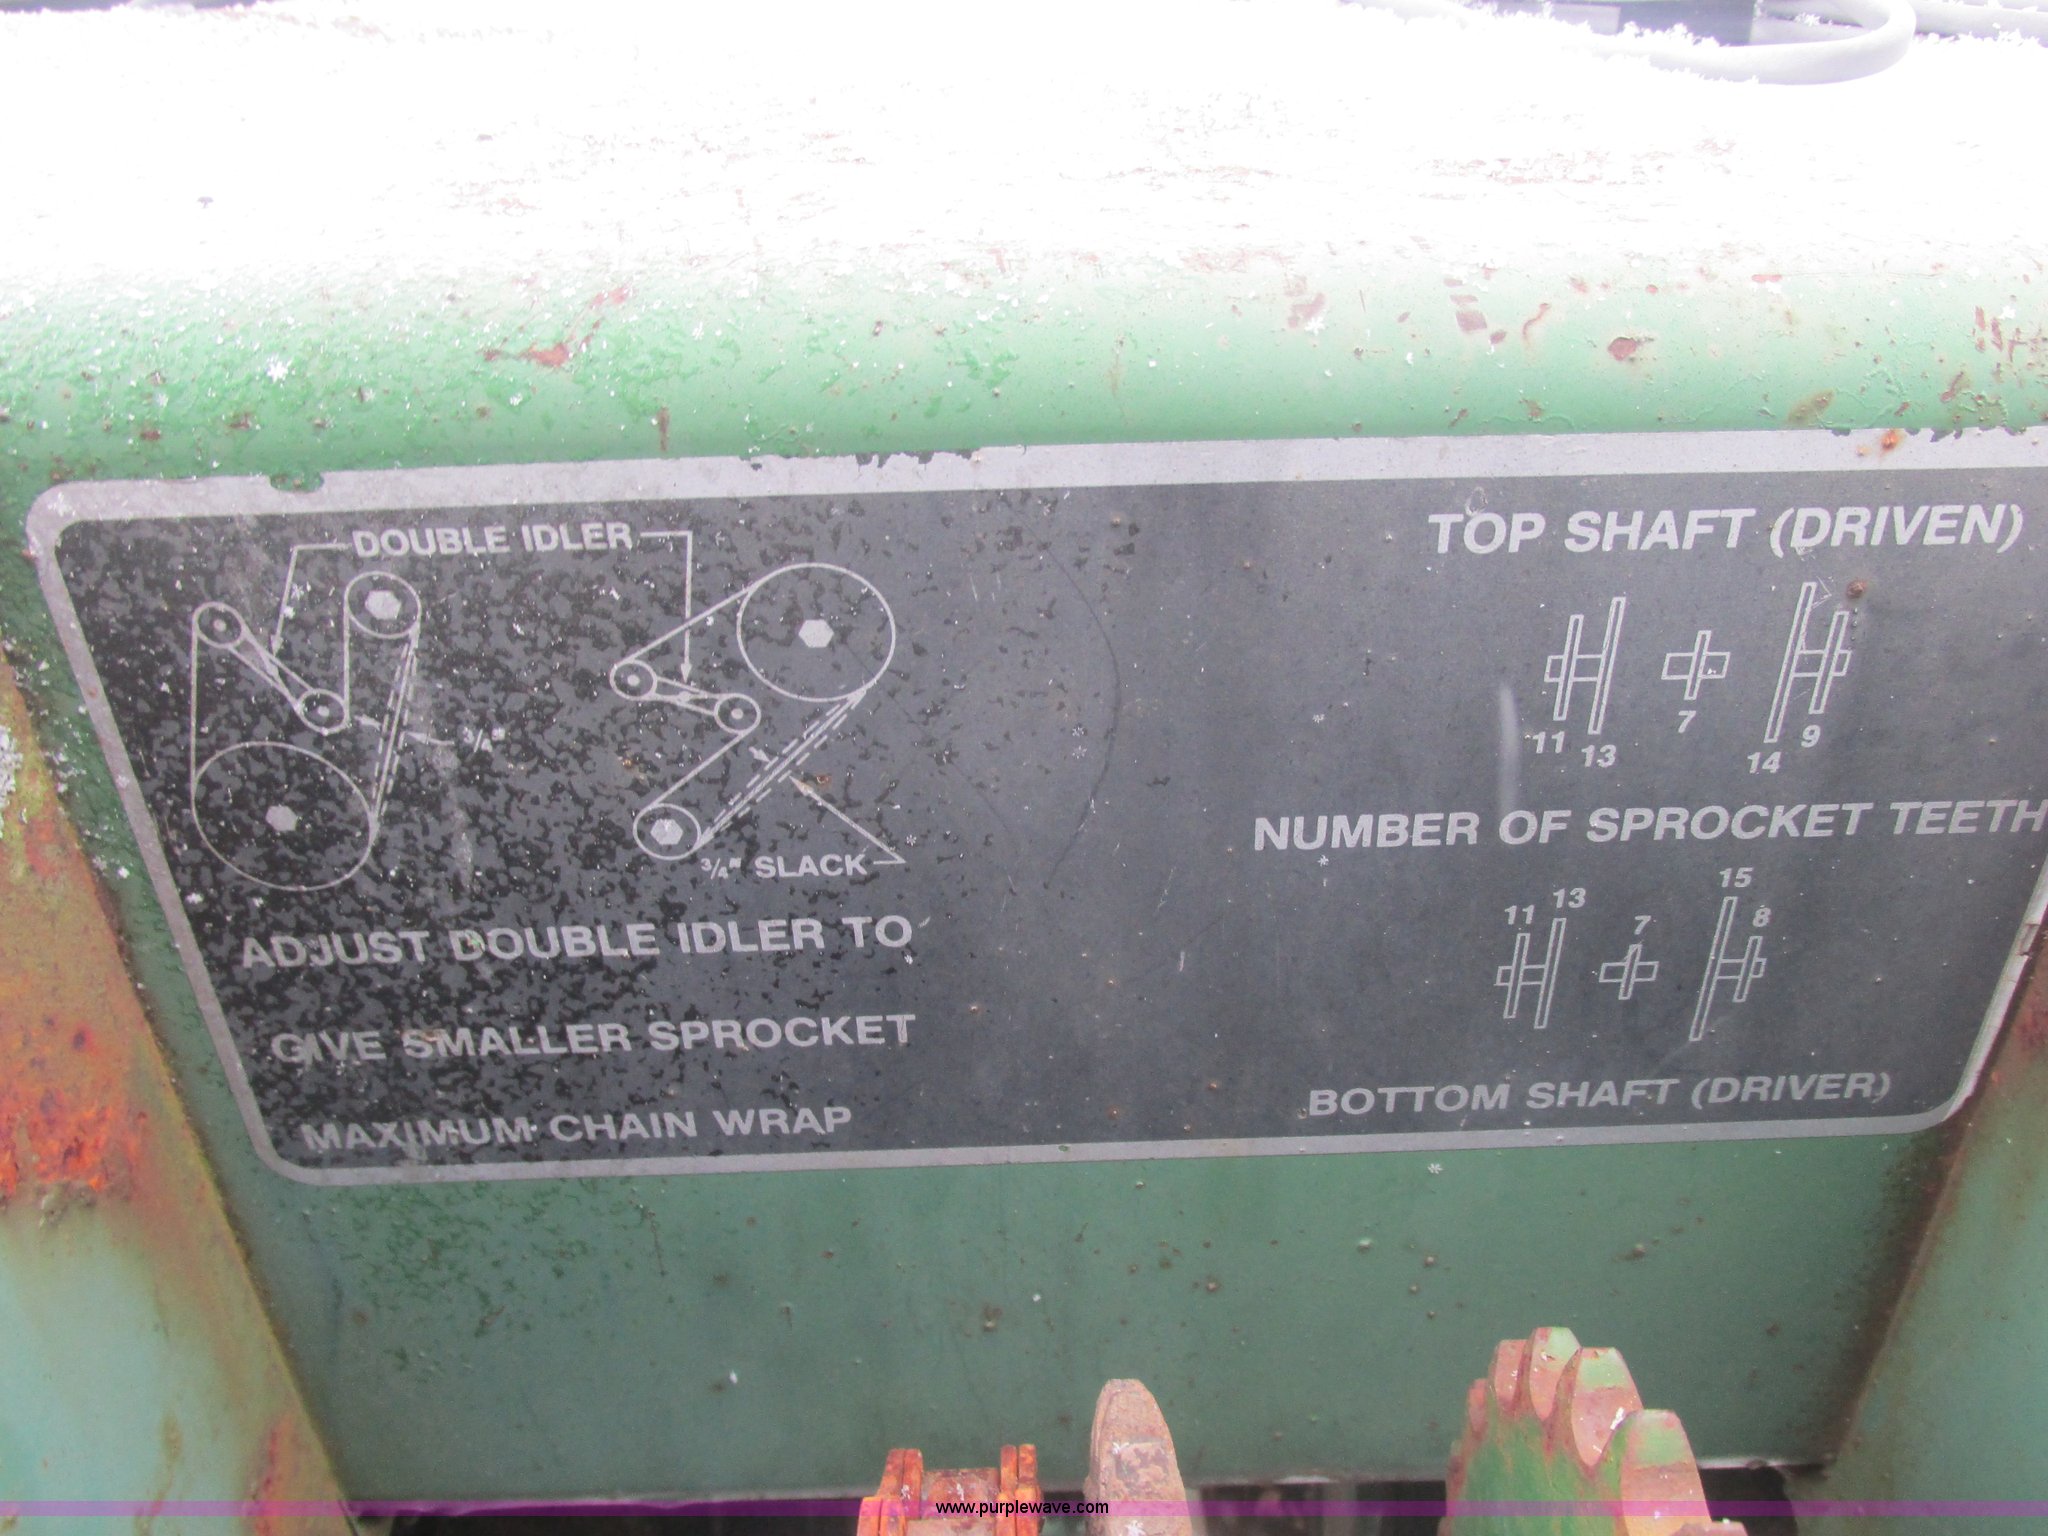 DOUBLE IDLER
3/4"
3/4" SLACK
ADJUST DOUBLE IDLER TO
GIVE SMALLER SPROCKET
MAXIMUM CHAIN WRAP
TOP SHAFT (DRIVEN)
11 13 7 14 9
NUMBER OF SPROCKET TEETH
11 13 7 15 8
BOTTOM SHAFT (DRIVER)
www.purplewave.com